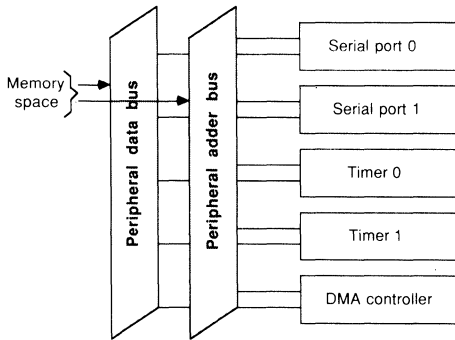 Memory
space
Peripheral data bus
Peripheral adder bus
Serial port 0
Serial port 1
Timer 0
Timer 1
DMA controller